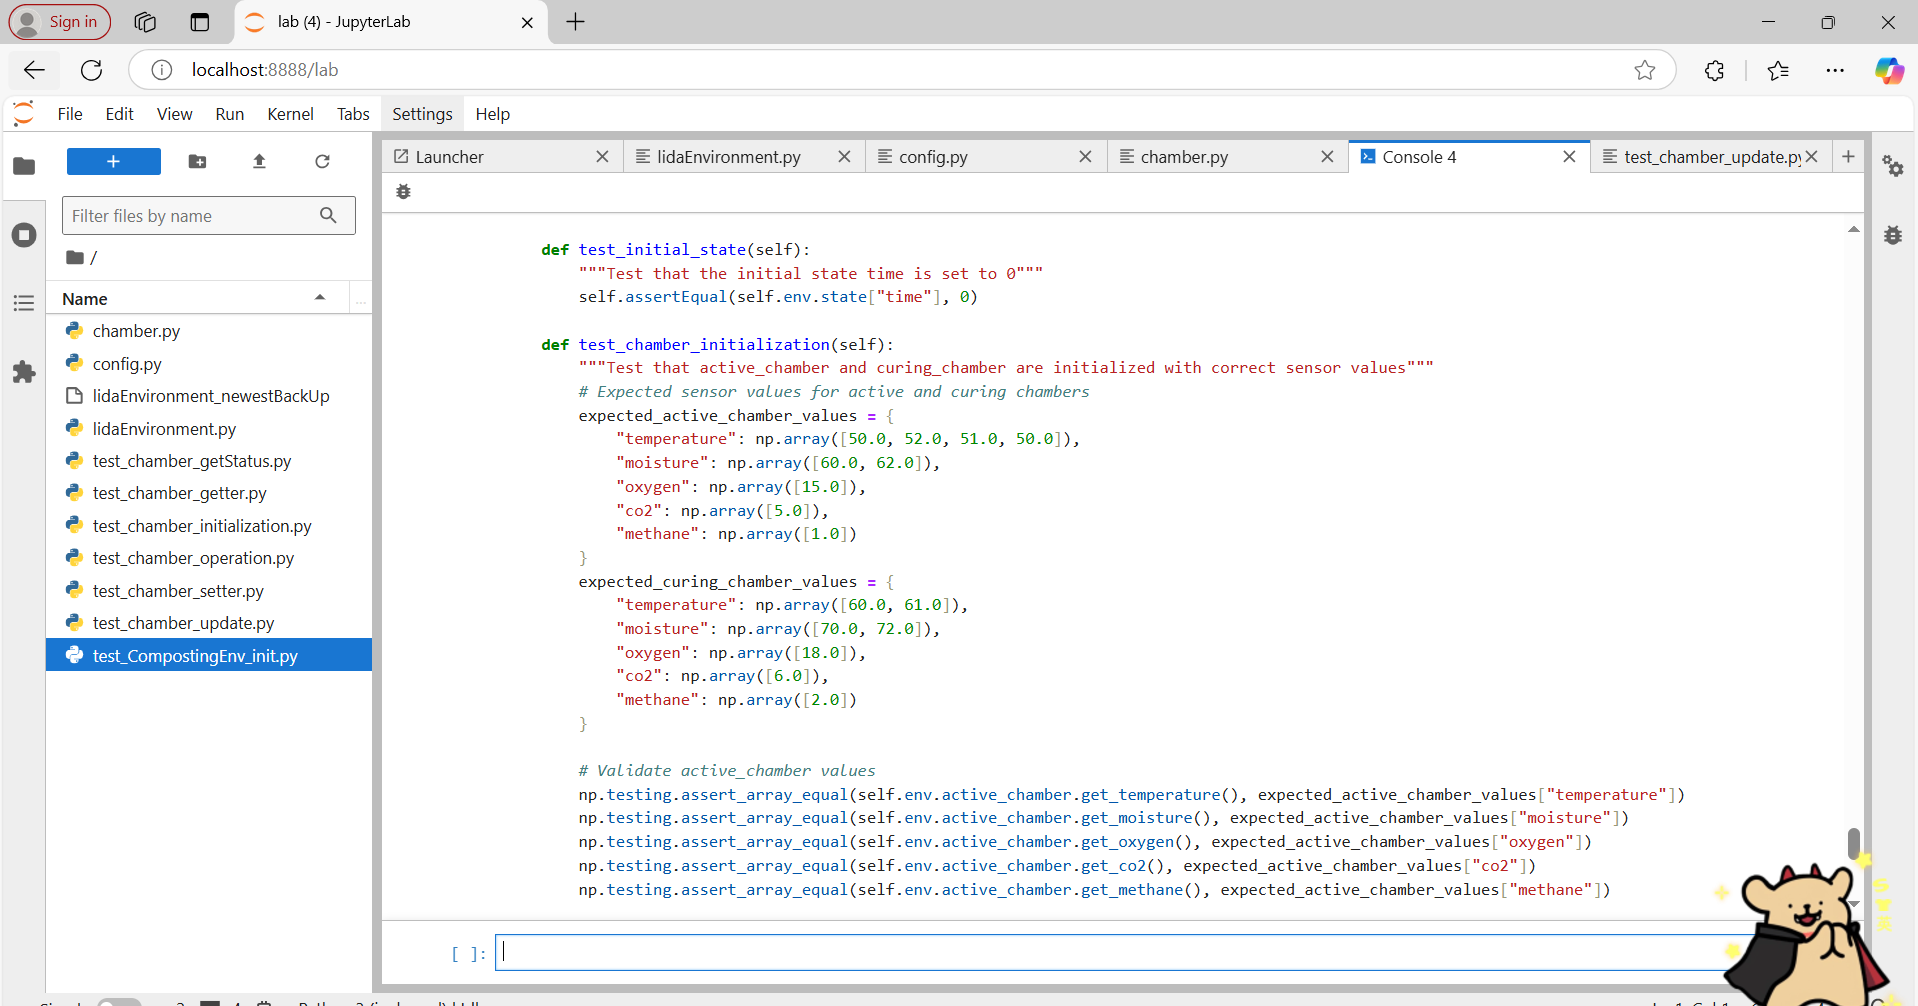 Sign in
lab (4) - JupyterLab
localhost:8888/lab
File Edit View Run Kernel Tabs Settings Help
Launcher
lidaEnvironment.py
config.py
chamber.py
Console 4
test_chamber_update.py
Filter files by name
/
Name
...
chamber.py
config.py
lidaEnvironment_newestBackUp
lidaEnvironment.py
test_chamber_getStatus.py
test_chamber_getter.py
test_chamber_initialization.py
test_chamber_operation.py
test_chamber_setter.py
test_chamber_update.py
test_CompostingEnv_init.py
def test_initial_state(self):
"""Test that the initial state time is set to 0"""
self.assertEqual(self.env.state["time"], 0)
def test_chamber_initialization(self):
"""Test that active_chamber and curing_chamber are initialized with correct sensor values"""
# Expected sensor values for active and curing chambers
expected_active_chamber_values = {
"temperature": np.array([50.0, 52.0, 51.0, 50.0]),
"moisture": np.array([60.0, 62.0]),
"oxygen": np.array([15.0]),
"co2": np.array([5.0]),
"methane": np.array([1.0])
}
expected_curing_chamber_values = {
"temperature": np.array([60.0, 61.0]),
"moisture": np.array([70.0, 72.0]),
"oxygen": np.array([18.0]),
"co2": np.array([6.0]),
"methane": np.array([2.0])
}
# Validate active_chamber values
np.testing.assert_array_equal(self.env.active_chamber.get_temperature(), expected_active_chamber_values["temperature"])
np.testing.assert_array_equal(self.env.active_chamber.get_moisture(), expected_active_chamber_values["moisture"])
np.testing.assert_array_equal(self.env.active_chamber.get_oxygen(), expected_active_chamber_values["oxygen"])
np.testing.assert_array_equal(self.env.active_chamber.get_co2(), expected_active_chamber_values["co2"])
np.testing.assert_array_equal(self.env.active_chamber.get_methane(), expected_active_chamber_values["methane"])
[ ]: